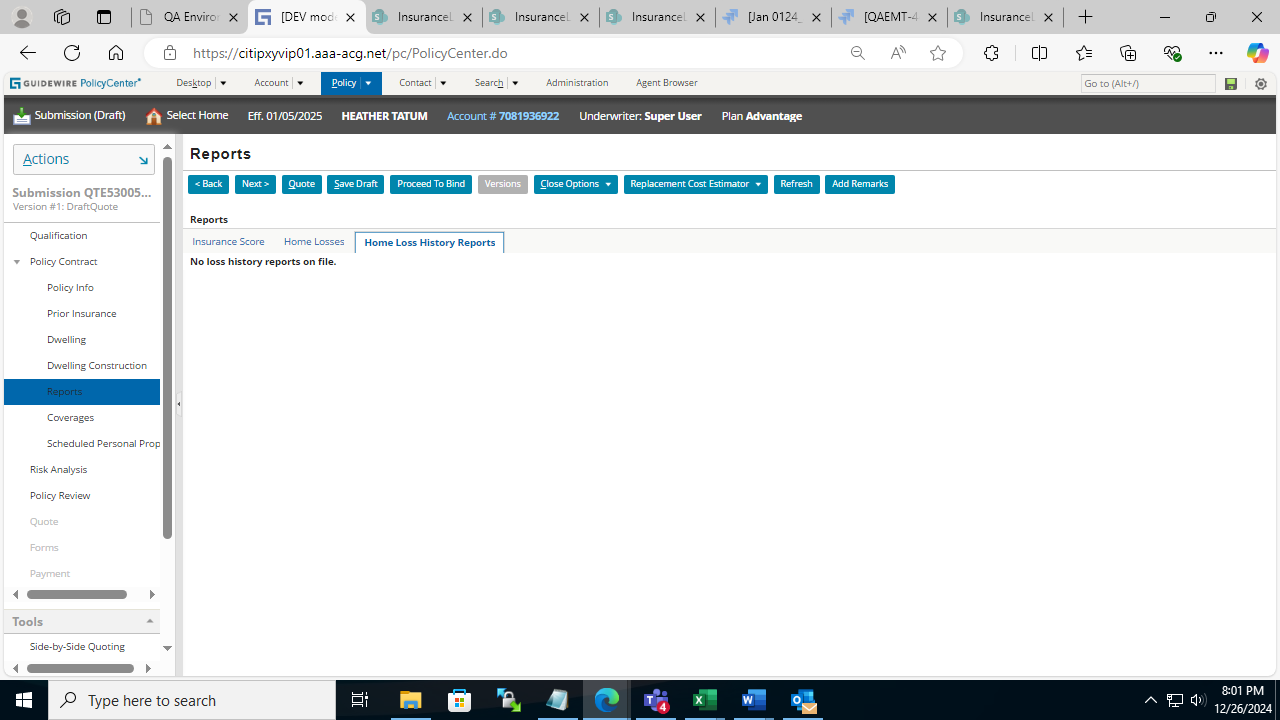 QA Environ
[DEV mode
InsuranceL
InsuranceL
InsuranceL
[Jan 0124_
[QAEMT-4
InsuranceL
https://citipxyvip01.aaa-acg.net/pc/PolicyCenter.do
GUIDEWIRE PolicyCenter
Desktop
Account
Policy
Contact
Search
Administration
Agent Browser
Go to (Alt+/)
Submission (Draft)
Select Home
Eff. 01/05/2025
HEATHER TATUM
Account # 7081936922
Underwriter: Super User
Plan Advantage
Actions
Submission QTE53005...
Version #1: DraftQuote
Qualification
Policy Contract
Policy Info
Prior Insurance
Dwelling
Dwelling Construction
Reports
Coverages
Scheduled Personal Prop
Risk Analysis
Policy Review
Quote
Forms
Payment
Tools
Side-by-Side Quoting
Reports
< Back
Next >
Quote
Save Draft
Proceed To Bind
Versions
Close Options
Replacement Cost Estimator
Refresh
Add Remarks
Reports
Insurance Score
Home Losses
Home Loss History Reports
No loss history reports on file.
Type here to search
4
8:01 PM
12/26/2024